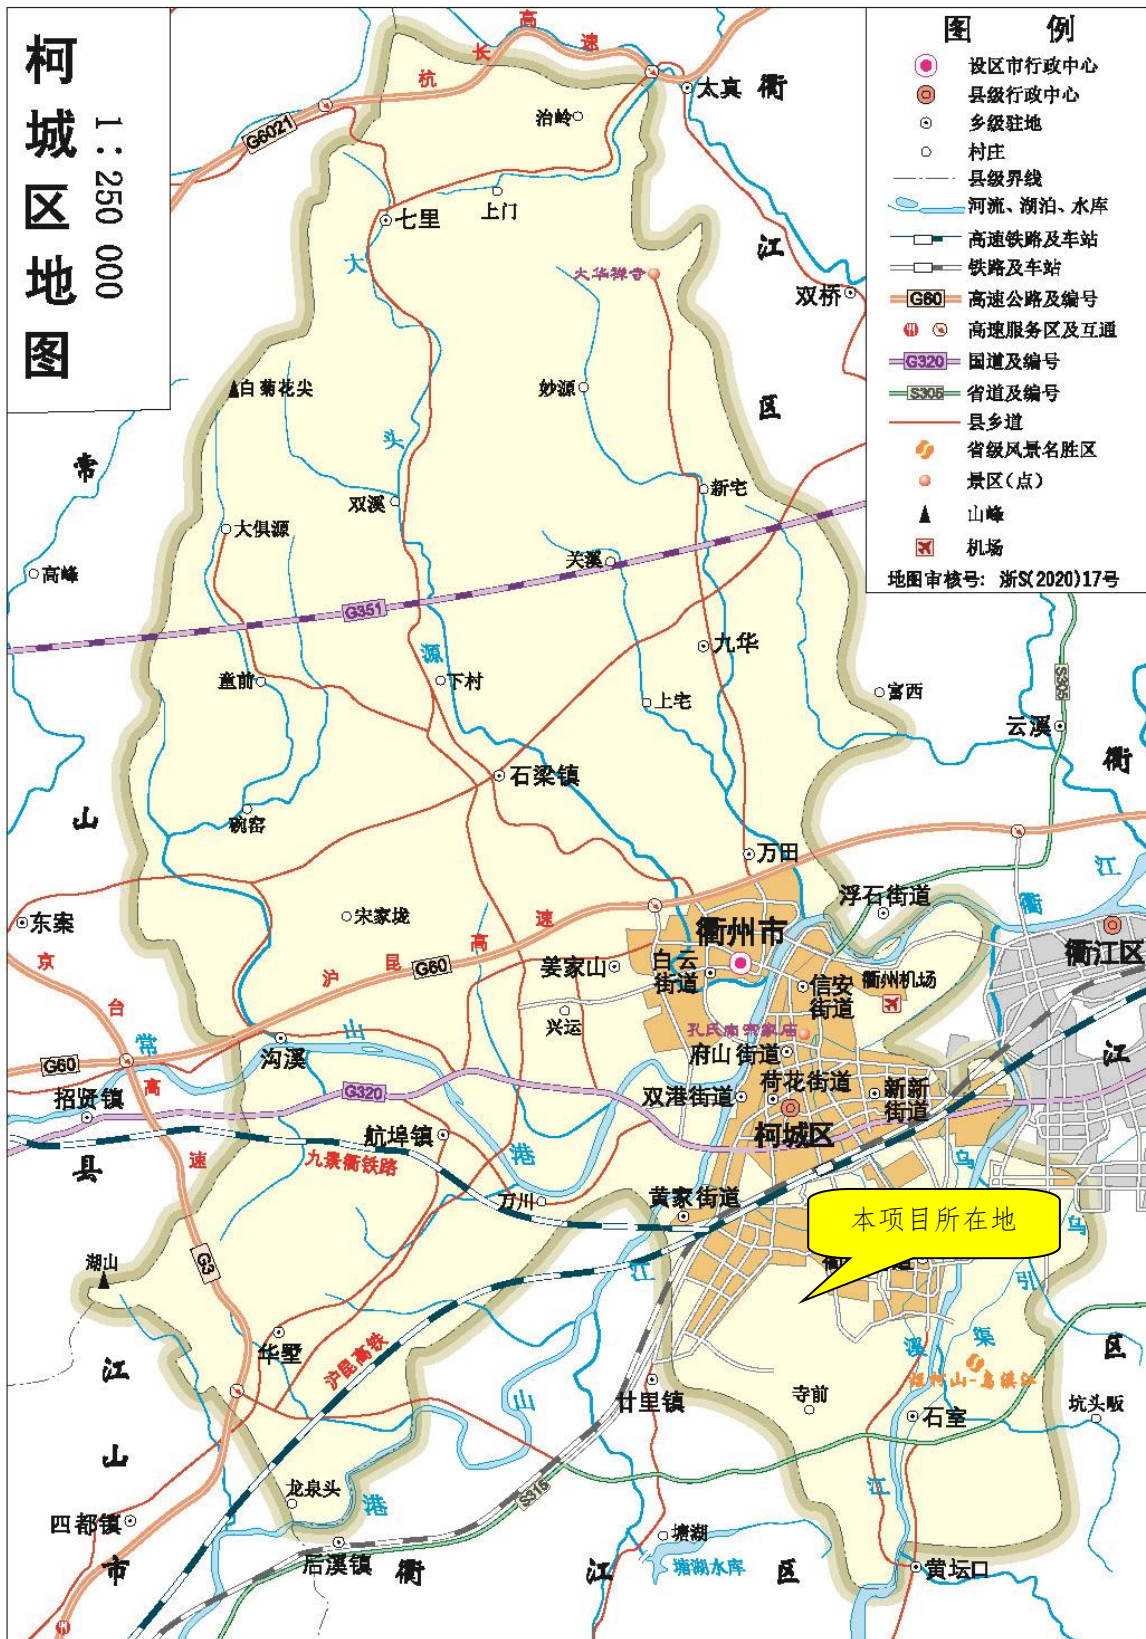 柯城区地图
1：250 000
图 例
设区市行政中心
县级行政中心
乡级驻地
村庄
县级界线
河流、湖泊、水库
高速铁路及车站
铁路及车站
G60 高速公路及编号
高速服务区及互通
G320 国道及编号
S305 省道及编号
县乡道
省级风景名胜区
景区(点)
山峰
机场
地图审核号：浙S(2020)17号
杭长高速
G6021
太真
衢
江
区
治岭
上门
七里
大
头
源
大华禅寺
双桥
白菊花尖
妙源
常
山
县
双溪
新宅
大俱源
关溪
高峰
G351
九华
童前
下村
上宅
富西
S305
云溪
衢
江
区
石梁镇
碗窑
万田
浮石街道
衢
江
东案
宋家垅
京
台
高
速
沪
昆
高
速
G60
衢州市
衢江区
姜家山
白云街道
信安街道
衢州机场
兴运
孔氏南宗家庙
府山街道
沟溪
常
山
港
G60
招贤镇
G320
双港街道
荷花街道
新新街道
柯城区
航埠镇
九景衢铁路
万川
黄家街道
本项目所在地
乌
溪
江
乌
引
渠
湖山
G3
江
山
港
华墅
沪昆高铁
江
山
市
廿里镇
寺前
石室
坑头畈
龙泉头
S315
四都镇
后溪镇
塘湖
塘湖水库
衢
江
区
黄坛口